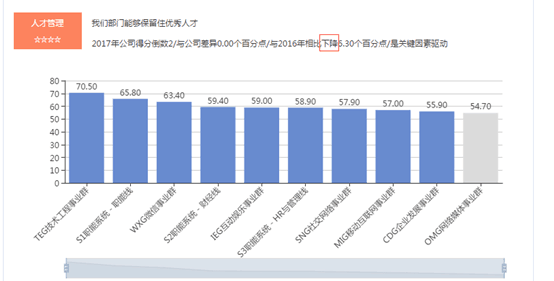 人才管理
☆☆☆☆
我们部门能够保留住优秀人才
2017年公司得分倒数2/与公司差异0.00个百分点/与2016年相比下降5.30个百分点/是关键因素驱动
80
70
60
50
40
30
20
10
0
70.50
65.80
63.40
59.40
59.00
58.90
57.90
57.00
55.90
54.70
TEG技术工程事业群
S1职能系统 - 职能线
WXG微信事业群
S2职能系统 - 财经线
IEG互动娱乐事业群
S3职能系统 - HR与管理线
SNG社交网络事业群
MIG移动互联网事业群
CDG企业发展事业群
OMG网络媒体事业群